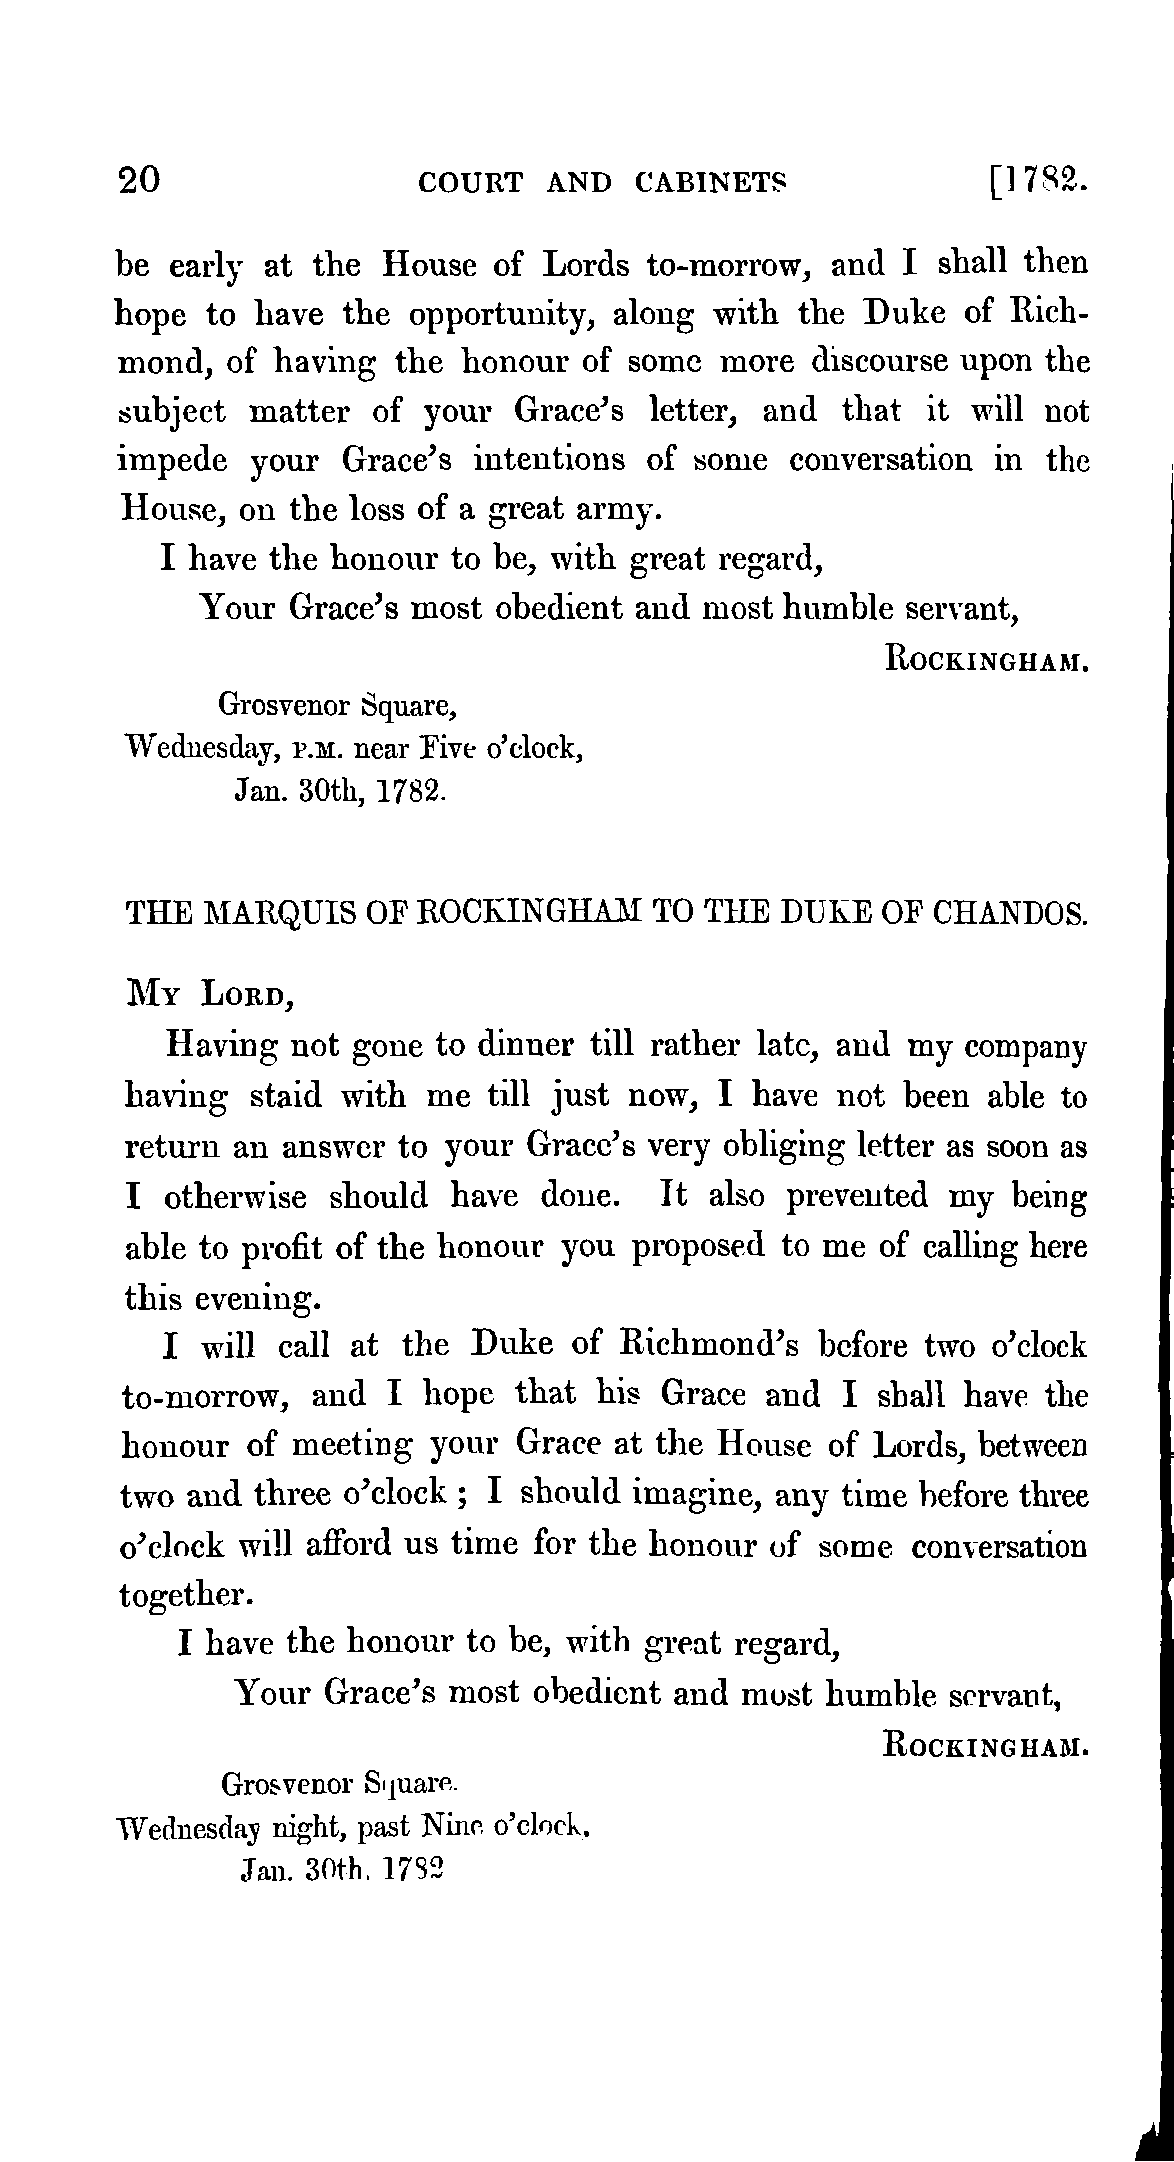 20 COURT AND CABINETS [1782.
be early at the House of Lords to-morrow, and I shall then
hope to have the opportunity, along with the Duke of Rich-
mond, of having the honour of some more discourse upon the
subject matter of your Grace's letter, and that it will not
impede your Grace's intentions of some conversation in the
House, on the loss of a great army.
I have the honour to be, with great regard,
Your Grace's most obedient and most humble servant,
ROCKINGHAM.
Grosvenor Square,
Wednesday, P.M. near Five o'clock,
Jan. 30th, 1782.
THE MARQUIS OF ROCKINGHAM TO THE DUKE OF CHANDOS.
MY LORD,
Having not gone to dinner till rather late, and my company
having staid with me till just now, I have not been able to
return an answer to your Grace's very obliging letter as soon as
I otherwise should have done. It also prevented my being
able to profit of the honour you proposed to me of calling here
this evening.
I will call at the Duke of Richmond's before two o'clock
to-morrow, and I hope that his Grace and I shall have the
honour of meeting your Grace at the House of Lords, between
two and three o'clock; I should imagine, any time before three
o'clock will afford us time for the honour of some conversation
together.
I have the honour to be, with great regard,
Your Grace's most obedient and most humble servant,
ROCKINGHAM.
Grosvenor Square.
Wednesday night, past Nine o'clock.
Jan. 30th, 1782